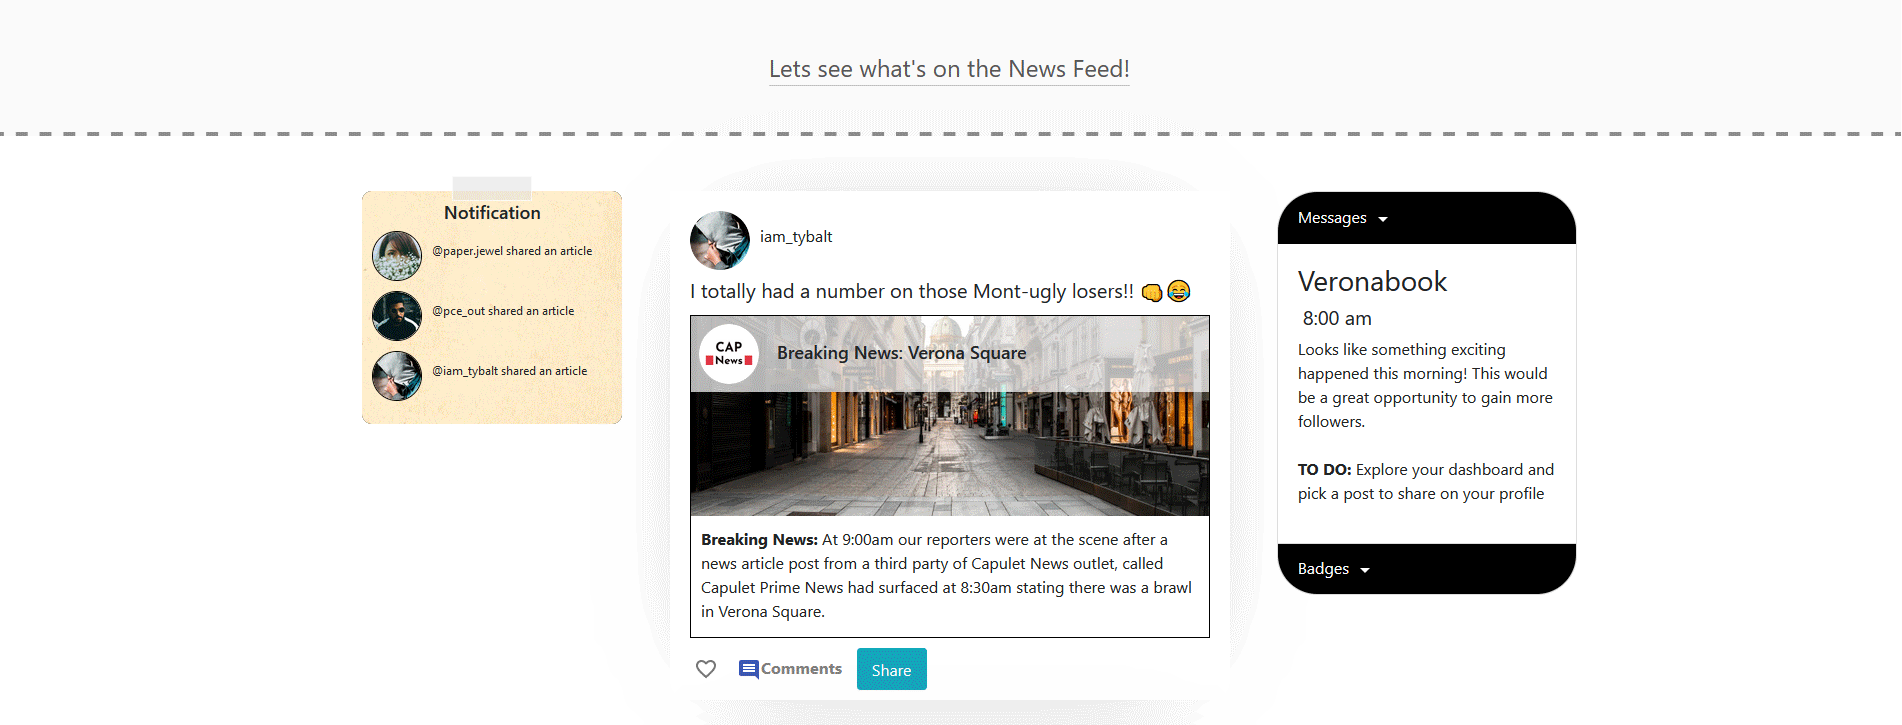 Lets see what's on the News Feed!
Notification
@paper.jewel shared an article
@pce_out shared an article
@iam_tybalt shared an article
iam_tybalt
I totally had a number on those Mont-ugly losers!! 👊😂
CAP
News
Breaking News: Verona Square
Breaking News: At 9:00am our reporters were at the scene after a
news article post from a third party of Capulet News outlet, called
Capulet Prime News had surfaced at 8:30am stating there was a brawl
in Verona Square.
Comments
Share
Messages
Veronabook
8:00 am
Looks like something exciting
happened this morning! This would
be a great opportunity to gain more
followers.
TO DO: Explore your dashboard and
pick a post to share on your profile
Badges